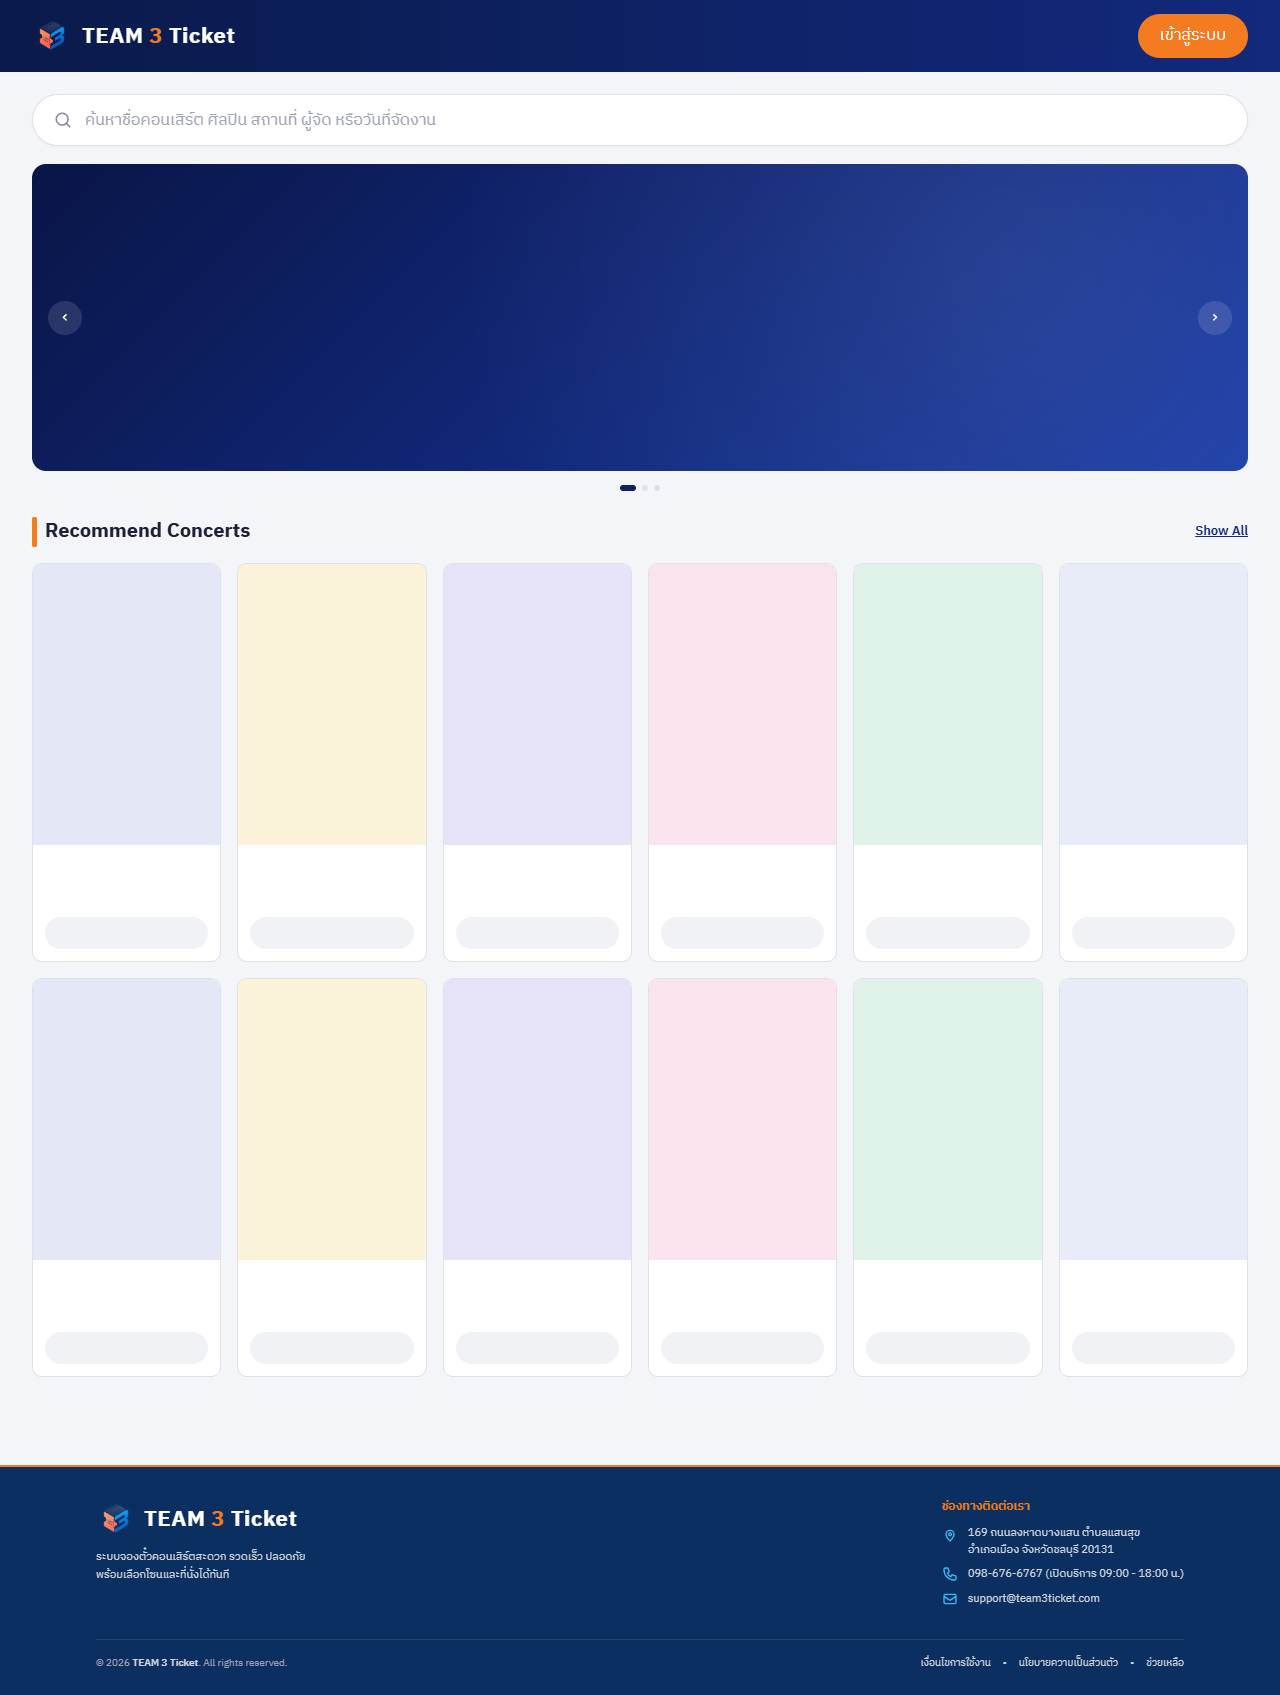 TEAM 3 Ticket
เข้าสู่ระบบ
ค้นหาชื่อคอนเสิร์ต ศิลปิน สถานที่ ผู้จัด หรือวันที่จัดงาน
Recommend Concerts
Show All
TEAM 3 Ticket
ระบบจองตั๋วคอนเสิร์ตสะดวก รวดเร็ว ปลอดภัย
พร้อมเลือกโซนและที่นั่งได้ทันที
ช่องทางติดต่อเรา
169 ถนนลงหาดบางแสน ตำบลแสนสุข
อำเภอเมือง จังหวัดชลบุรี 20131
098-676-6767 (เปิดบริการ 09:00 - 18:00 น.)
support@team3ticket.com
© 2026 TEAM 3 Ticket. All rights reserved.
เงื่อนไขการใช้งาน - นโยบายความเป็นส่วนตัว - ช่วยเหลือ